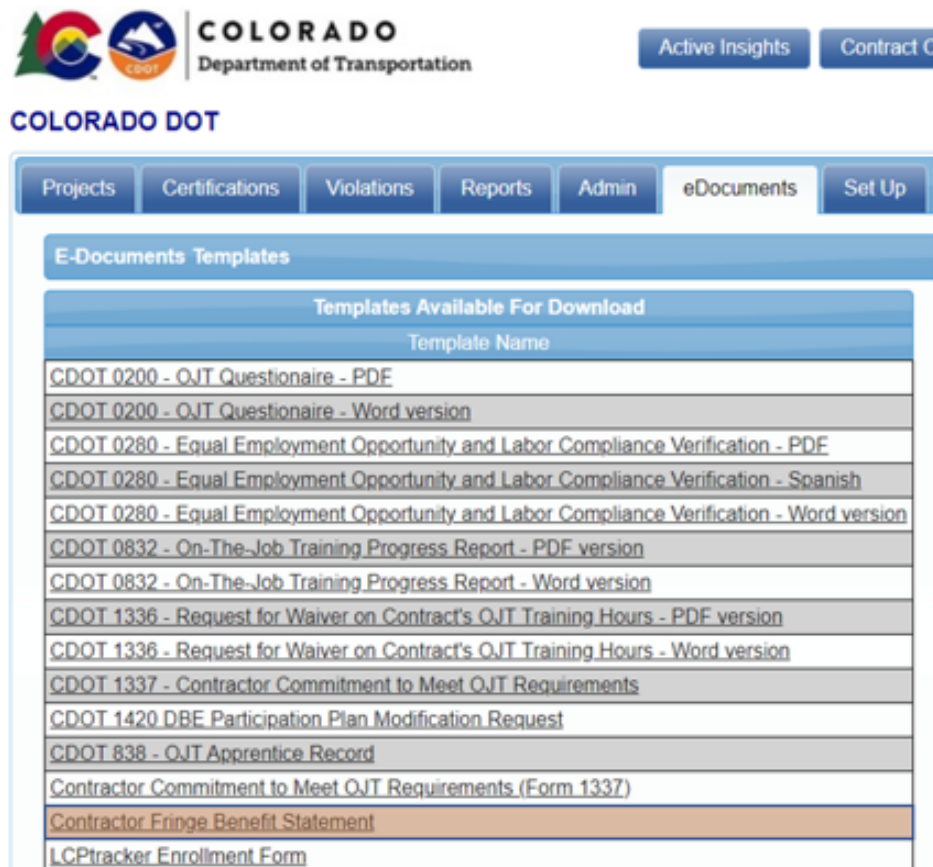 COLORADO
Department of Transportation
CDOT
Active Insights
Contract
COLORADO DOT
Projects
Certifications
Violations
Reports
Admin
eDocuments
Set Up
E-Documents Templates
Templates Available For Download
Template Name
CDOT 0200 - OJT Questionaire - PDF
CDOT 0200 - OJT Questionaire - Word version
CDOT 0280 - Equal Employment Opportunity and Labor Compliance Verification - PDF
CDOT 0280 - Equal Employment Opportunity and Labor Compliance Verification - Spanish
CDOT 0280 - Equal Employment Opportunity and Labor Compliance Verification - Word version
CDOT 0832 - On-The-Job Training Progress Report - PDF version
CDOT 0832 - On-The-Job Training Progress Report - Word version
CDOT 1336 - Request for Waiver on Contract's OJT Training Hours - PDF version
CDOT 1336 - Request for Waiver on Contract's OJT Training Hours - Word version
CDOT 1337 - Contractor Commitment to Meet OJT Requirements
CDOT 1420 DBE Participation Plan Modification Request
CDOT 838 - OJT Apprentice Record
Contractor Commitment to Meet OJT Requirements (Form 1337)
Contractor Fringe Benefit Statement
LCPtracker Enrollment Form